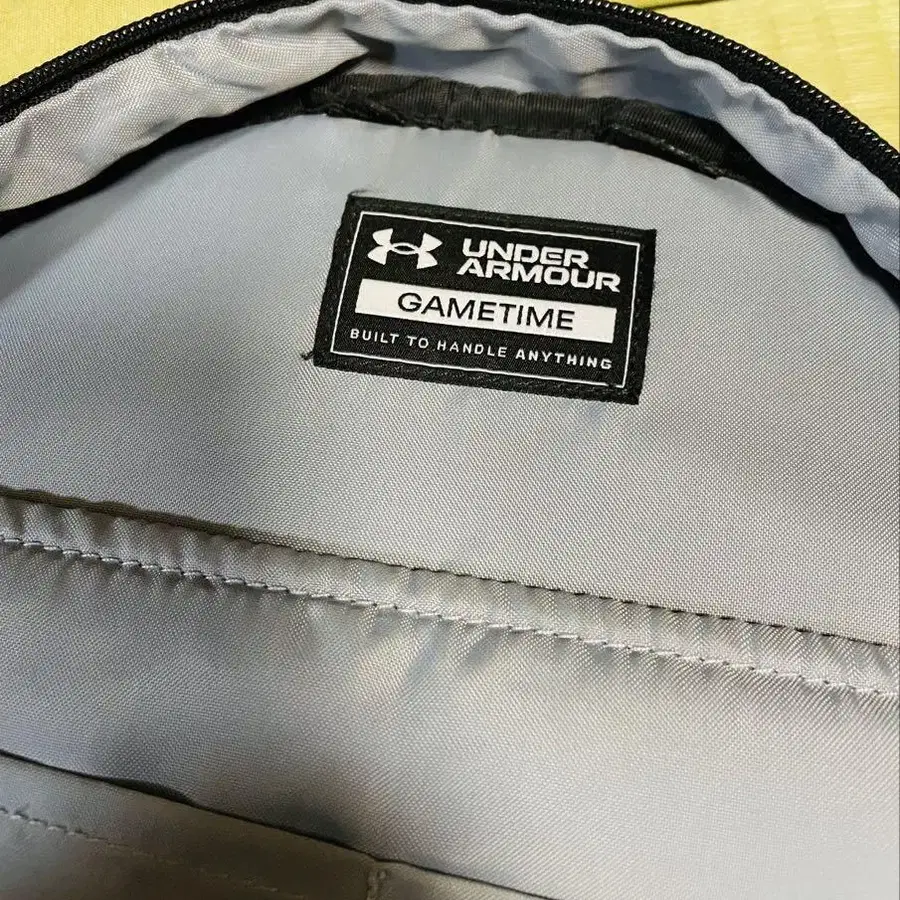 UNDER
ARMOUR
GAMETIME
BUILT TO HANDLE ANYTHING